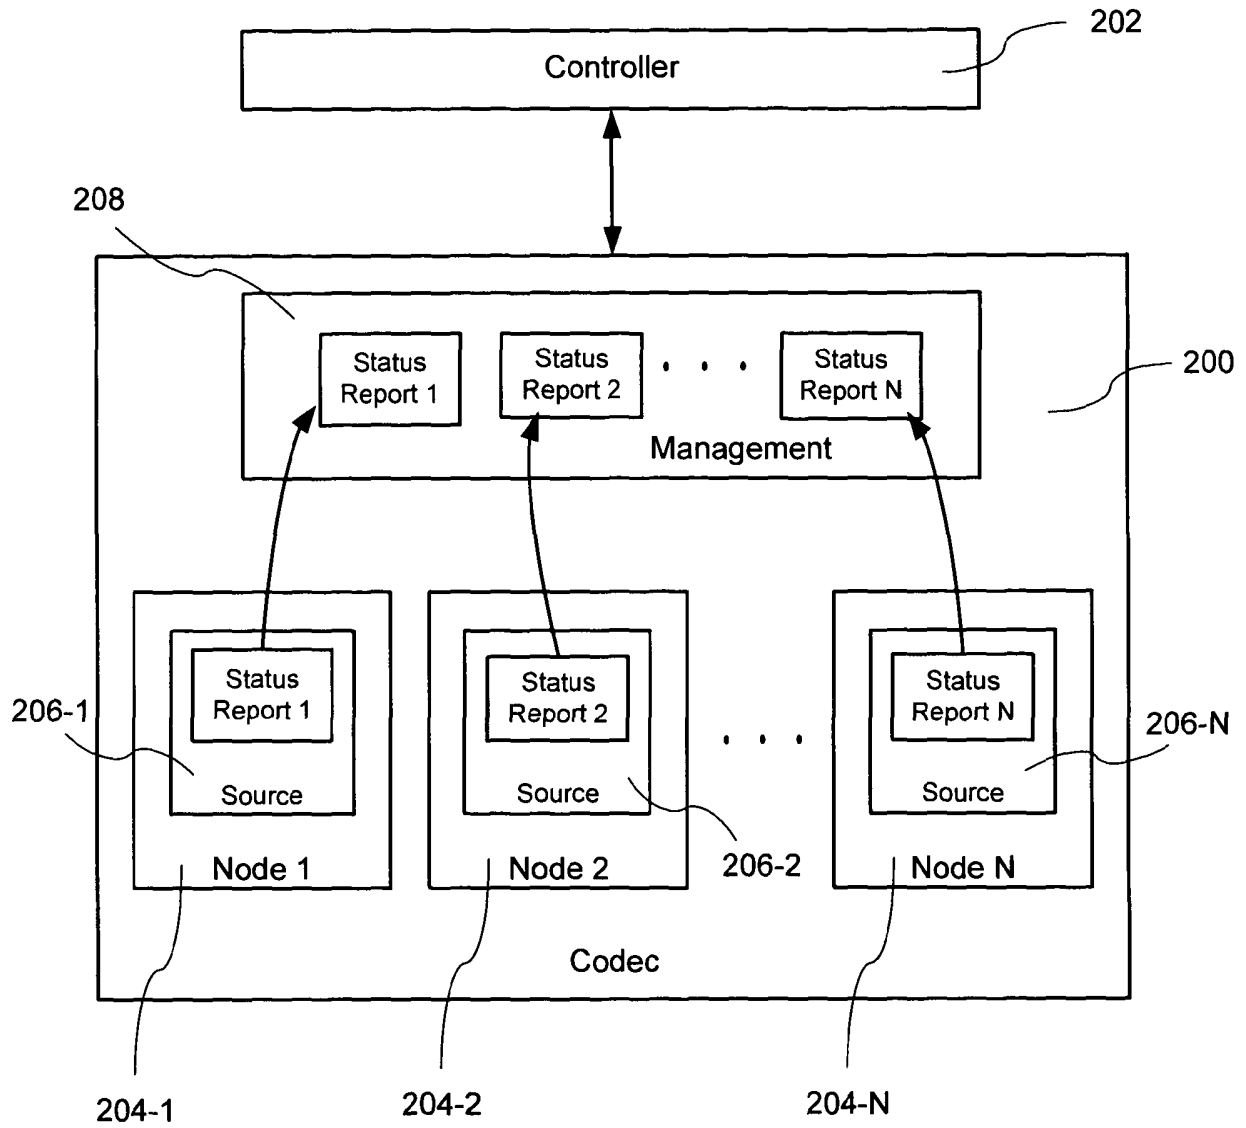 202
Controller
208
Status
Report 1
Status
Report 2
. . .
Status
Report N
200
Management
Status
Report 1
Status
Report 2
Status
Report N
206-1
. . .
206-N
Source
Source
Source
Node 1
Node 2
206-2
Node N
Codec
204-1
204-2
204-N